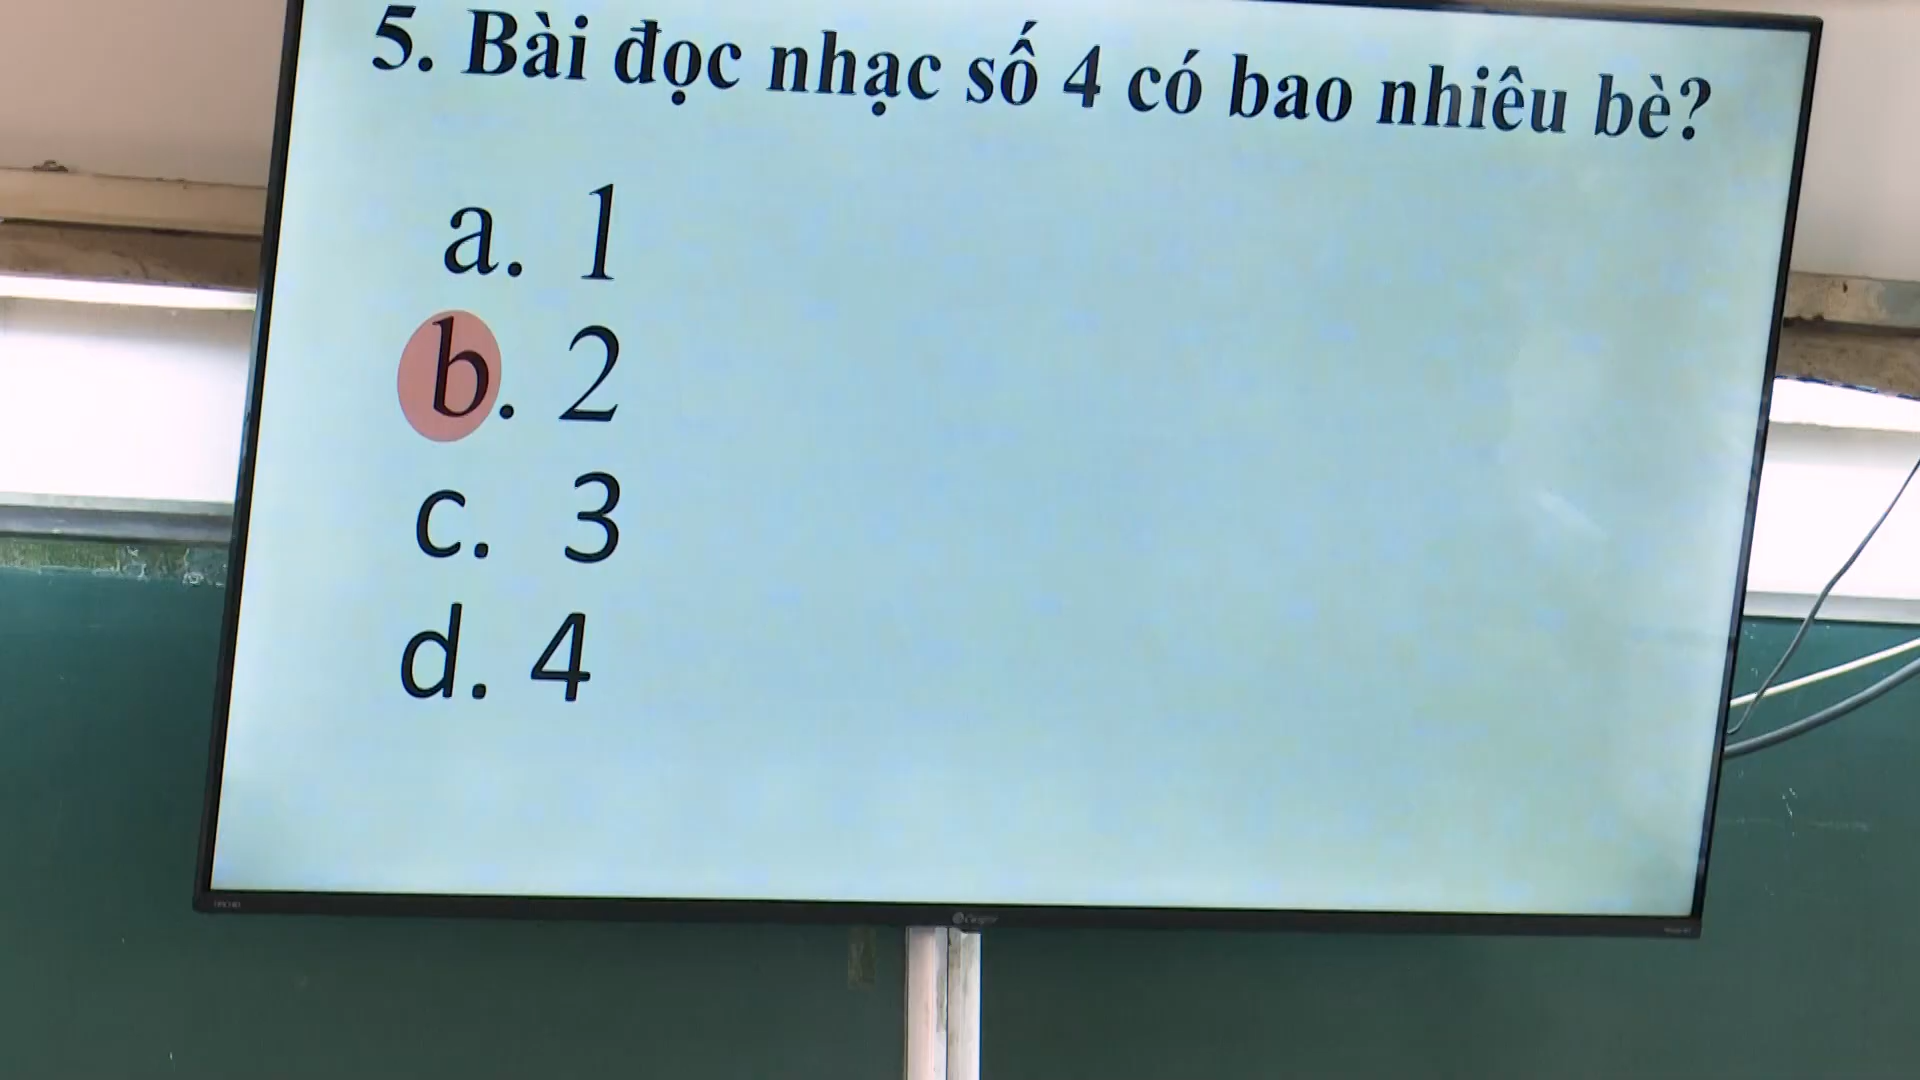 5. Bài đọc nhạc số 4 có bao nhiêu bè?
a. 1
b. 2
c. 3
d. 4